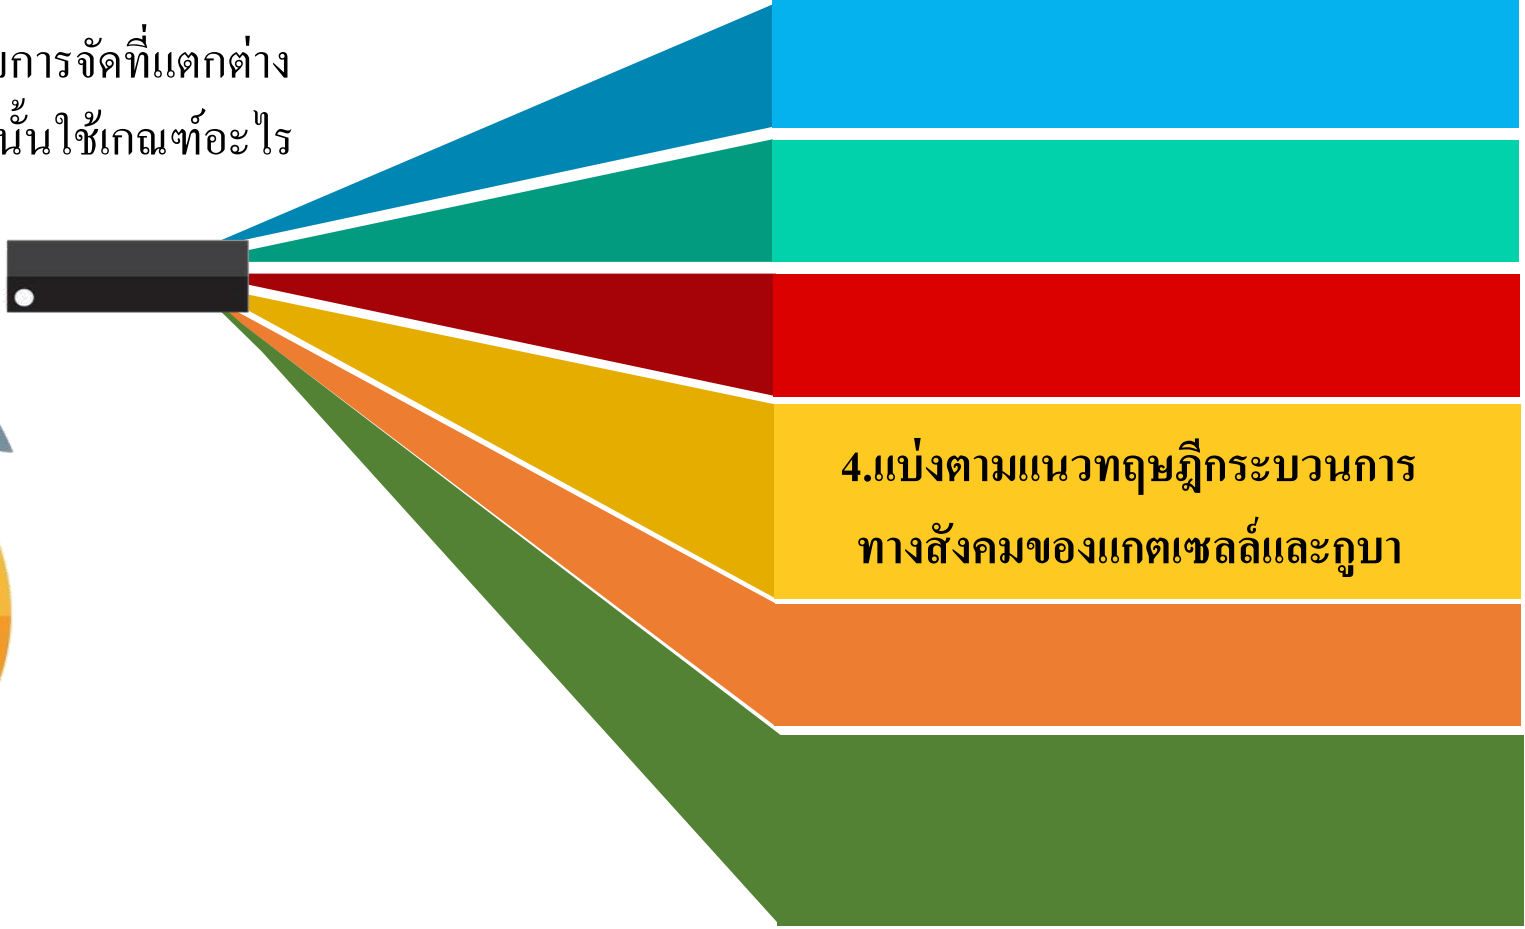 การจัดที่แตกต่าง
นั้นใช้เกณฑ์อะไร
4.แบ่งตามแนวทฤษฎีกระบวนการ
ทางสังคมของแกตเซลล์และกูบา